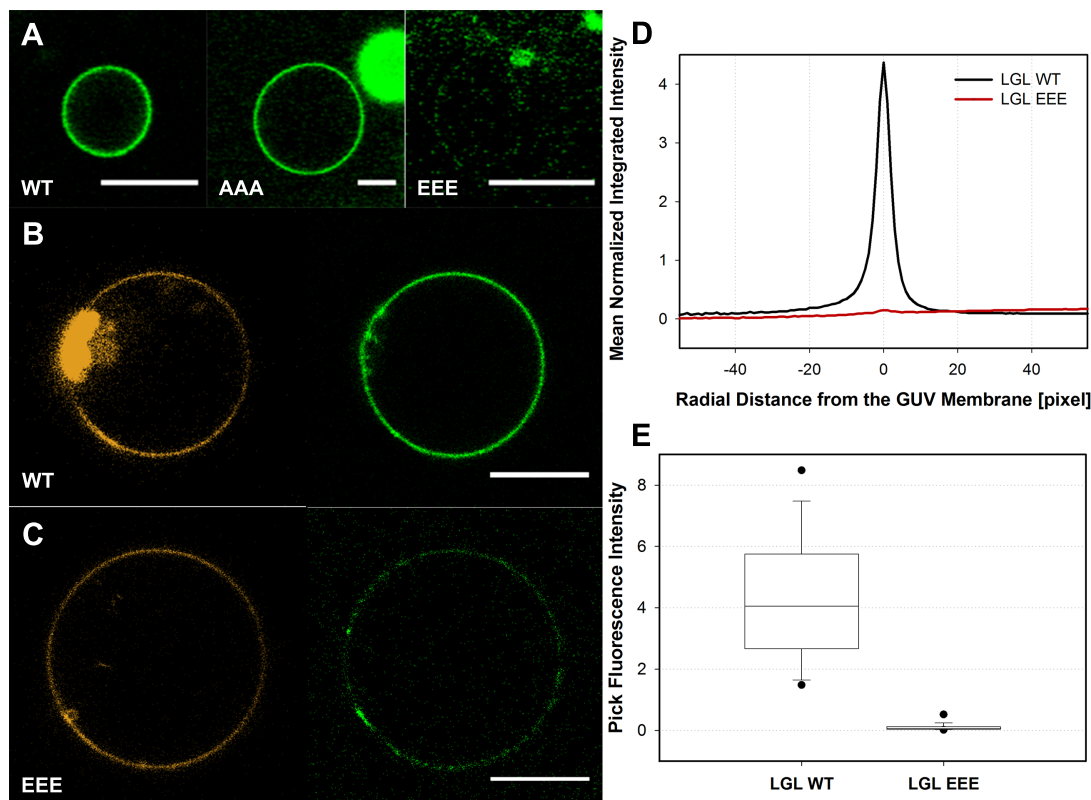 A
WT
AAA
EEE
B
WT
C
EEE
D
Mean Normalized Integrated Intensity
4
3
2
1
0
LGL WT
LGL EEE
-40 -20 0 20 40
Radial Distance from the GUV Membrane [pixel]
E
Pick Fluorescence Intensity
8
6
4
2
0
LGL WT LGL EEE